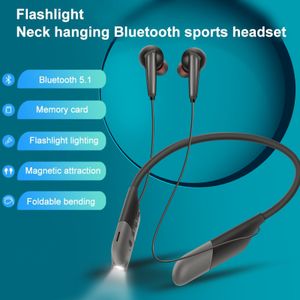 Flashlight
Neck hanging Bluetooth sports headset
Bluetooth 5.1
Memory card
Flashlight lighting
Magnetic attraction
Foldable bending